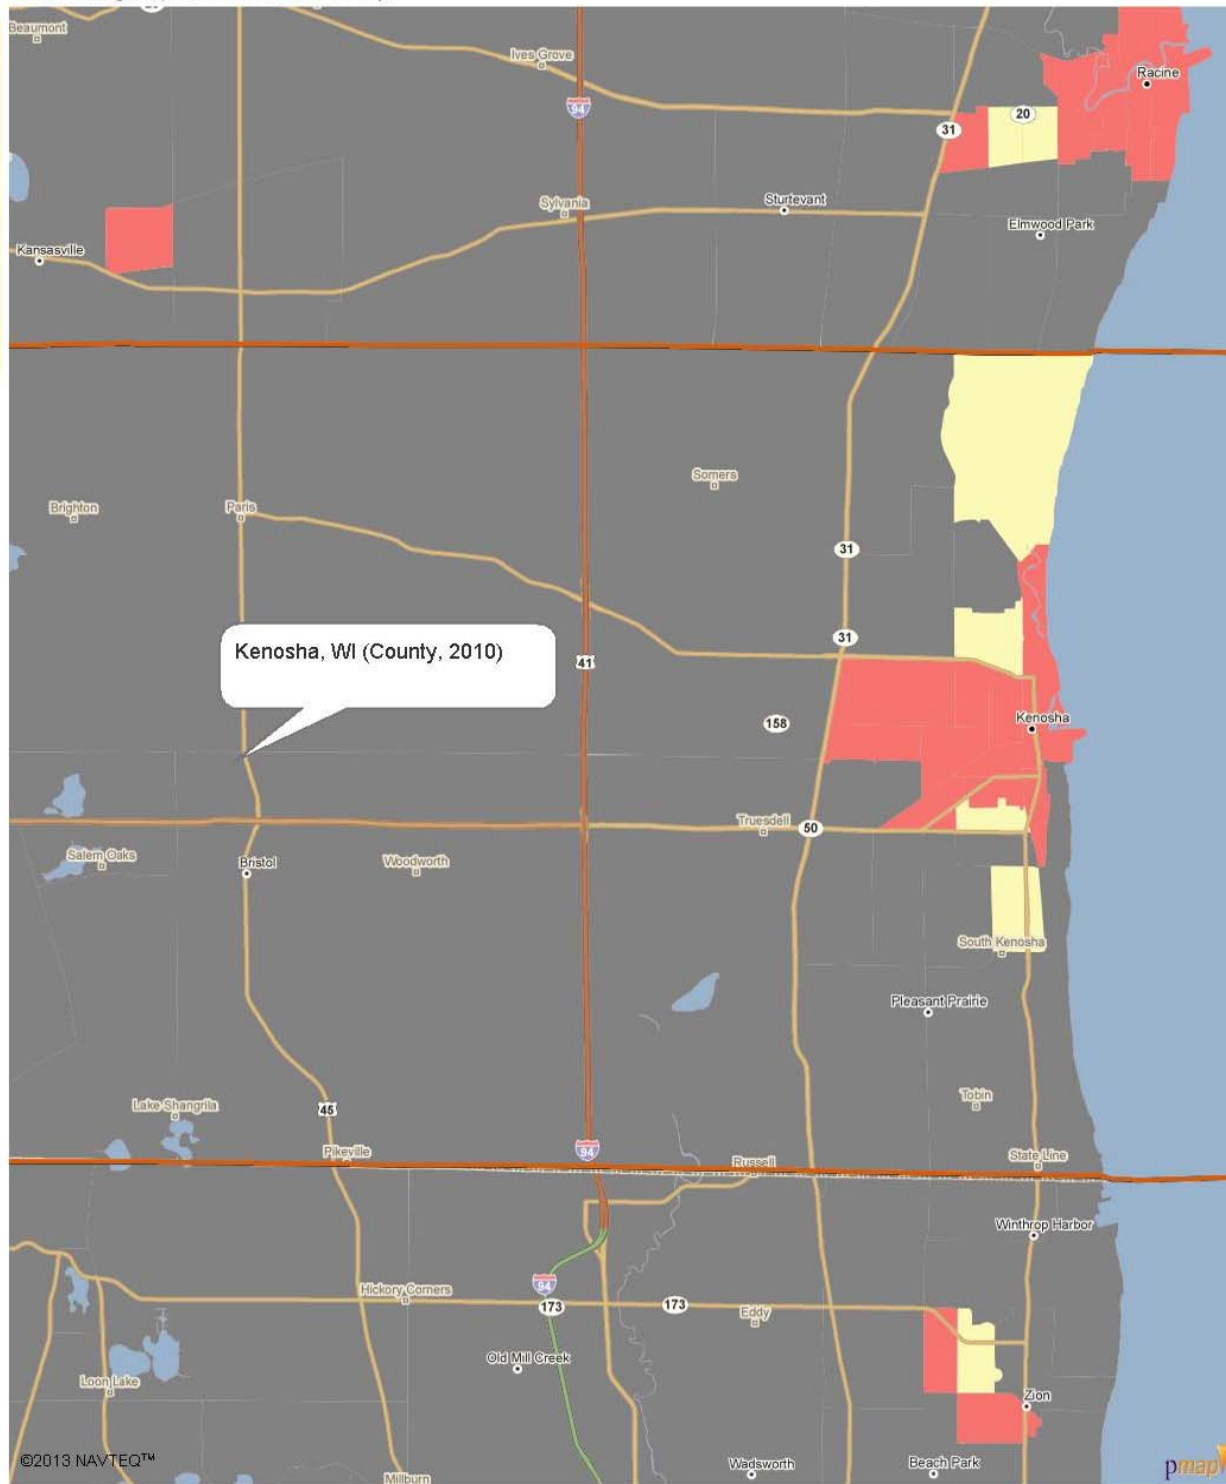 Beaumont
Ives Grove
Racine
94
20
31
Sylvania
Sturtevant
Elmwood Park
Kansasville
Somers
Brighton
Paris
31
31
Kenosha, WI (County, 2010)
41
158
Kenosha
Truesdell
50
Salem Oaks
Bristol
Woodworth
South Kenosha
Pleasant Prairie
Tobin
Lake Shangrila
45
Pikeville
94
Russell
State Line
Winthrop Harbor
94
Hickory Corners
173
173
Eddy
Old Mill Creek
Loon Lake
Zion
©2013 NAVTEQ™
Wadsworth
Beach Park
Millburn
pmap